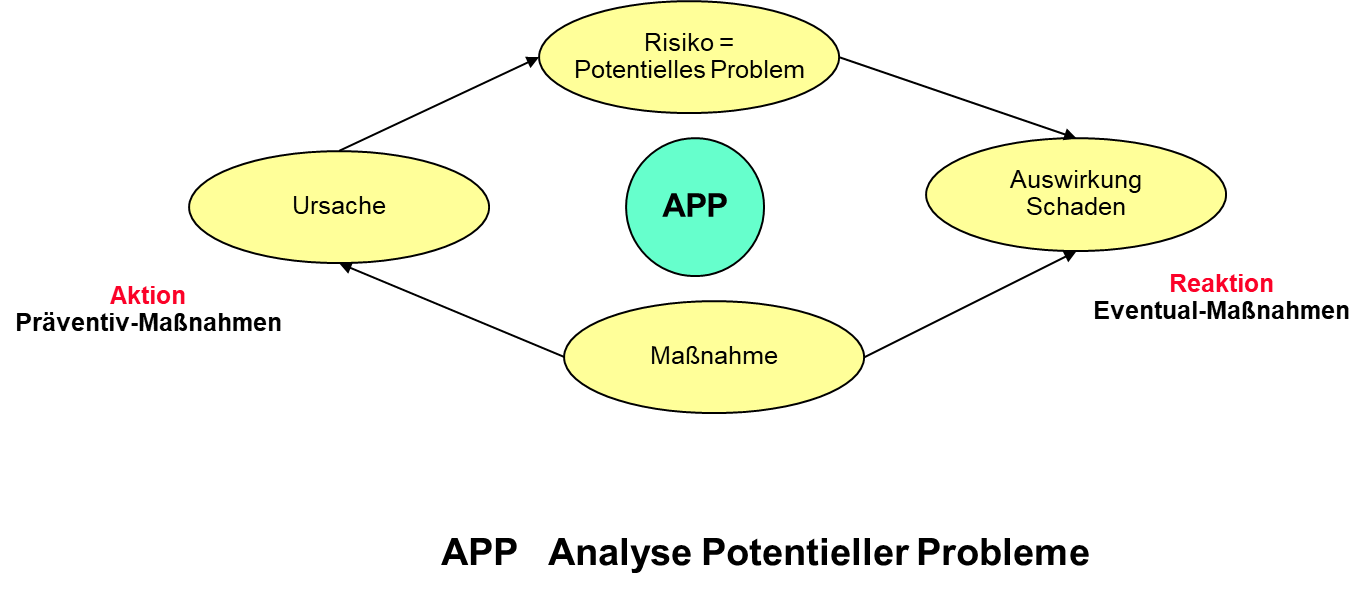 Risiko =
Potentielles Problem
APP
Auswirkung
Schaden
Ursache
Aktion
Präventiv-Maßnahmen
Reaktion
Eventual-Maßnahmen
Maßnahme
APP Analyse Potentieller Probleme